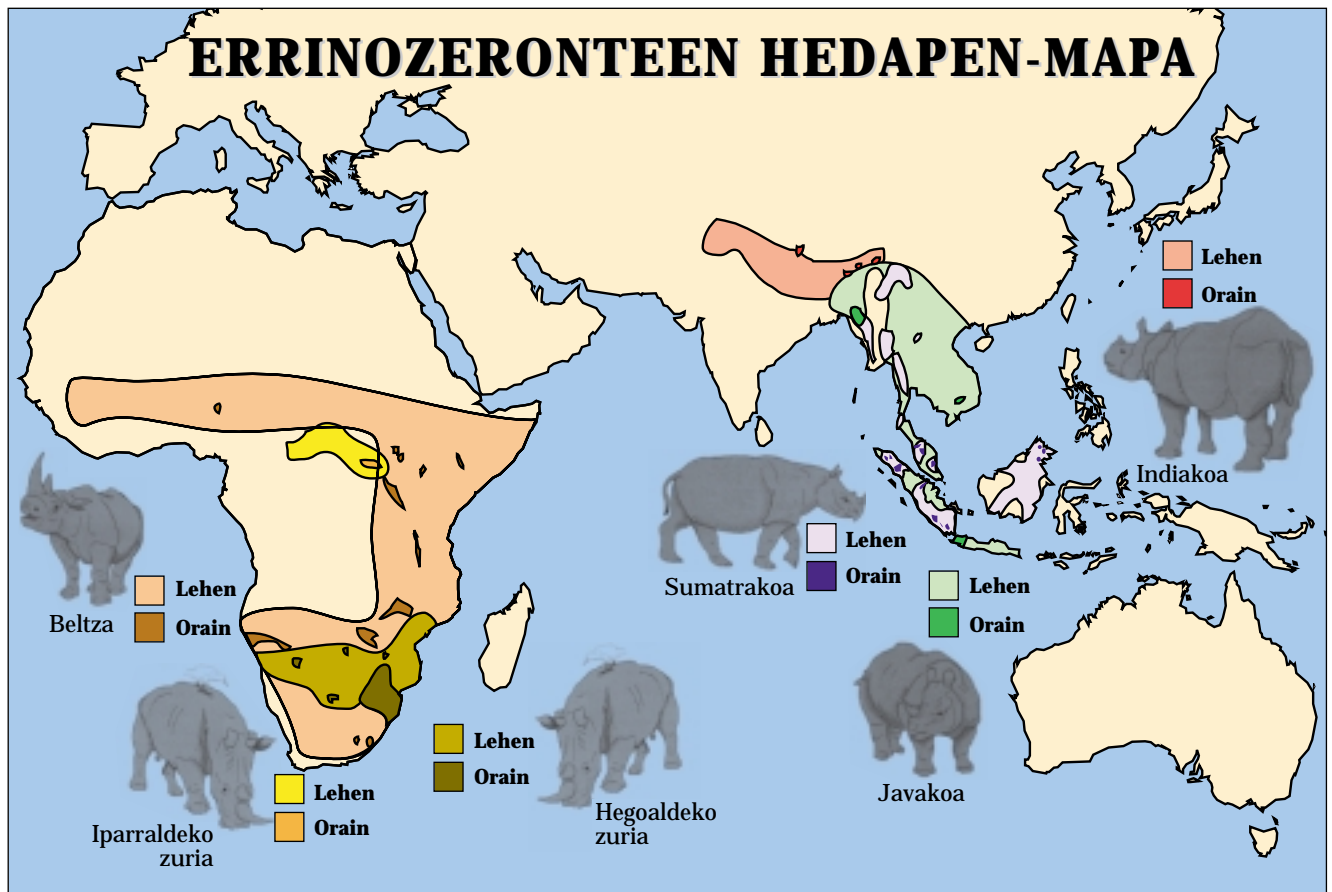 ERRINOZERONTEEN HEDAPEN-MAPA
Lehen
Orain
Indiakoa
Lehen
Orain
Sumatrakoa
Lehen
Orain
Javakoa
Lehen
Orain
Beltza
Lehen
Orain
Hegoaldeko
zuria
Lehen
Orain
Iparraldeko
zuria